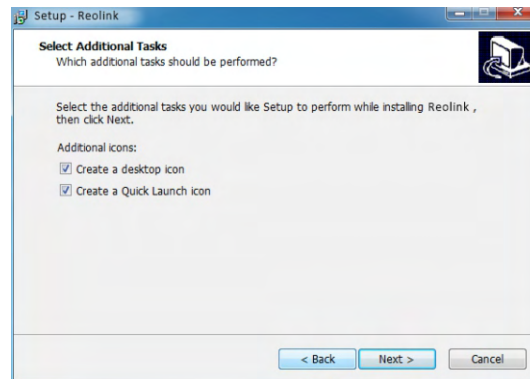 Setup - Reolink
Select Additional Tasks
Which additional tasks should be performed?
Select the additional tasks you would like Setup to perform while installing Reolink ,
then click Next.
Additional icons:
Create a desktop icon
Create a Quick Launch icon
< Back
Next >
Cancel